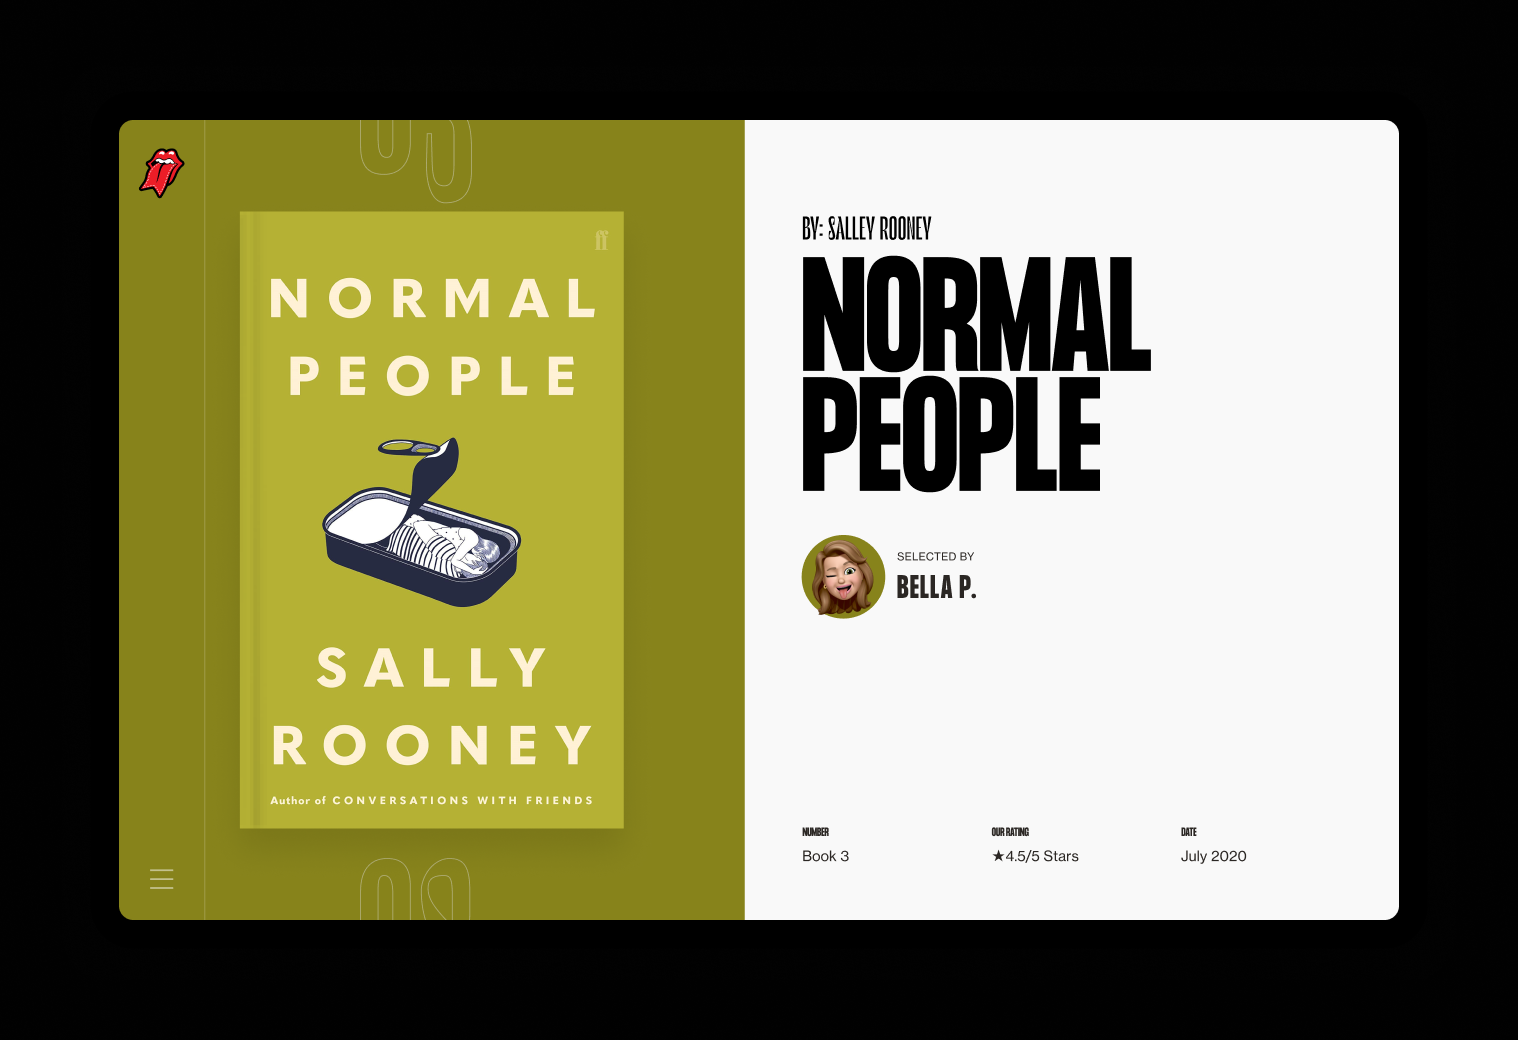 ff
NORMAL
PEOPLE
SALLY
ROONEY
Author of CONVERSATIONS WITH FRIENDS
BY: SALLEY ROONEY
NORMAL
PEOPLE
SELECTED BY
BELLA P.
NUMBER
Book 3
OUR RATING
★4.5/5 Stars
DATE
July 2020